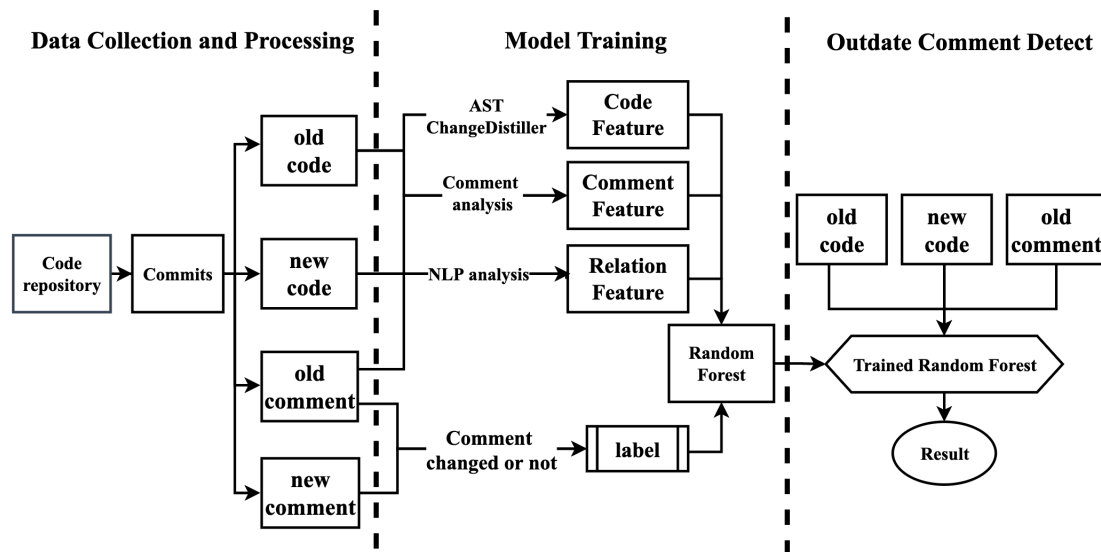 Data Collection and Processing
Model Training
Outdate Comment Detect
Code
repository
Commits
old
code
new
code
old
comment
new
comment
AST
ChangeDistiller
Comment
analysis
NLP analysis
Comment
changed or not
Code
Feature
Comment
Feature
Relation
Feature
label
Random
Forest
old
code
new
code
old
comment
Trained Random Forest
Result